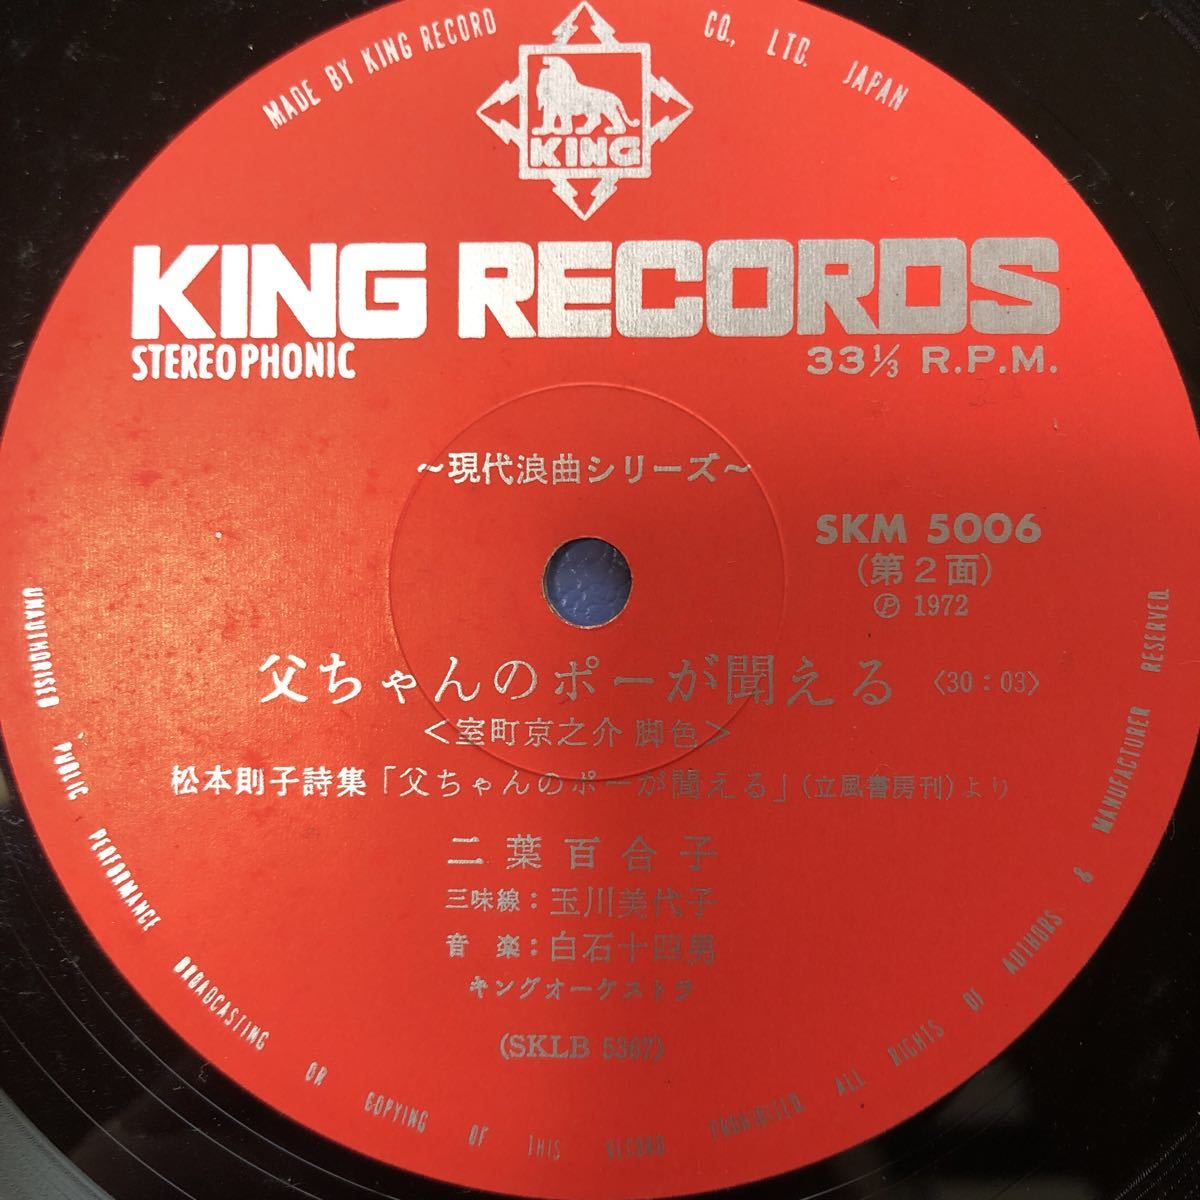 MADE BY KING RECORD CO., LTD. JAPAN
KING
KING RECORDS
STEREOPHONIC
33⅓ R.P.M.
～現代浪曲シリーズ～
SKM 5006
(第2面)
Ⓟ 1972
父ちゃんのポーが聞える 〈30:03〉
＜室町京之介 脚色＞
松本則子詩集「父ちゃんのポーが聞える」(立風書房刊)より
二葉百合子
三味線：玉川美代子
音楽：白石十四男
キングオーケストラ
(SKLB 5367)
UNAUTHORISED PUBLIC PERFORMANCE BROADCASTING OR COPYING OF THIS RECORD PROHIBITED. ALL RIGHTS OF AUTHORS & MANUFACTURER RESERVED.